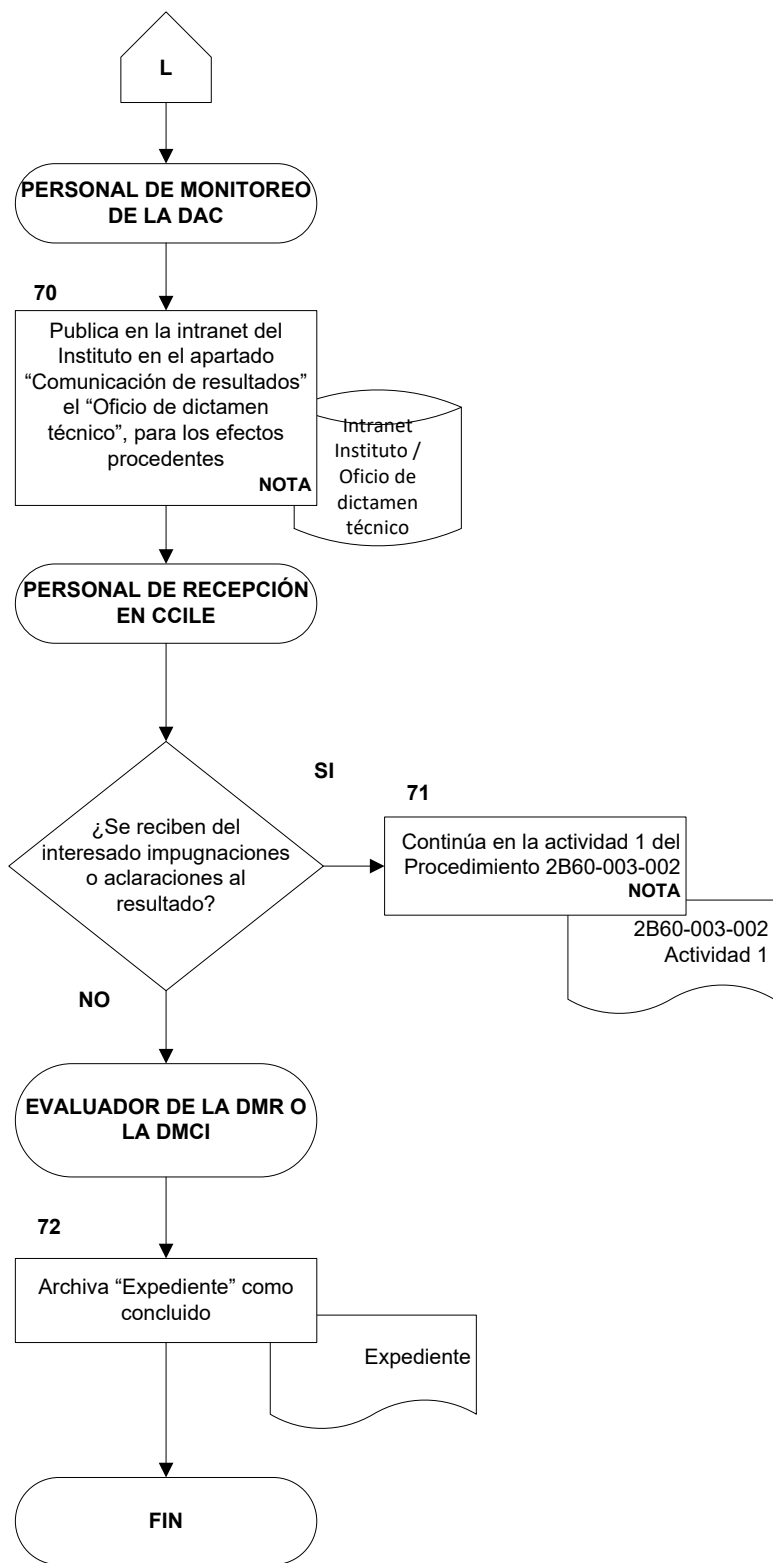 L
PERSONAL DE MONITOREO
DE LA DAC
70
Publica en la intranet del
Instituto en el apartado
“Comunicación de resultados”
el “Oficio de dictamen
técnico”, para los efectos
procedentes
NOTA
Intranet
Instituto /
Oficio de
dictamen
técnico
PERSONAL DE RECEPCIÓN
EN CCILE
¿Se reciben del
interesado impugnaciones
o aclaraciones al
resultado?
SI
71
Continúa en la actividad 1 del
Procedimiento 2B60-003-002
NOTA
2B60-003-002
Actividad 1
NO
EVALUADOR DE LA DMR O
LA DMCI
72
Archiva “Expediente” como
concluido
Expediente
FIN